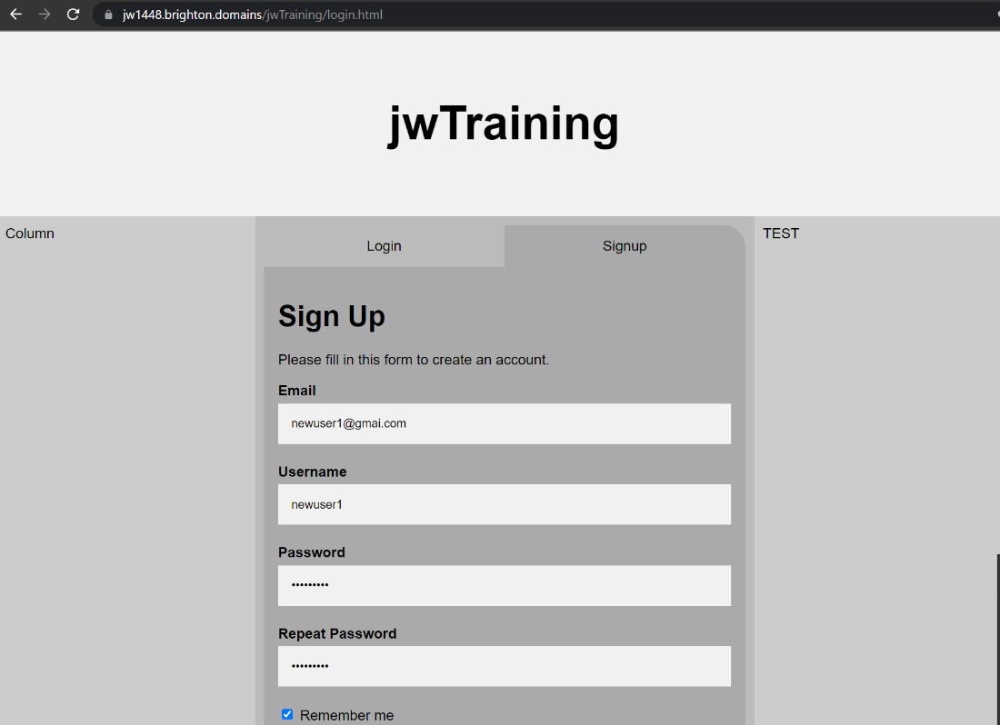 jw1448.brighton.domains/jwTraining/login.html
jwTraining
Column
Login
Signup
TEST
Sign Up
Please fill in this form to create an account.
Email
newuser1@gmai.com
Username
newuser1
Password
•••••••••
Repeat Password
•••••••••
Remember me